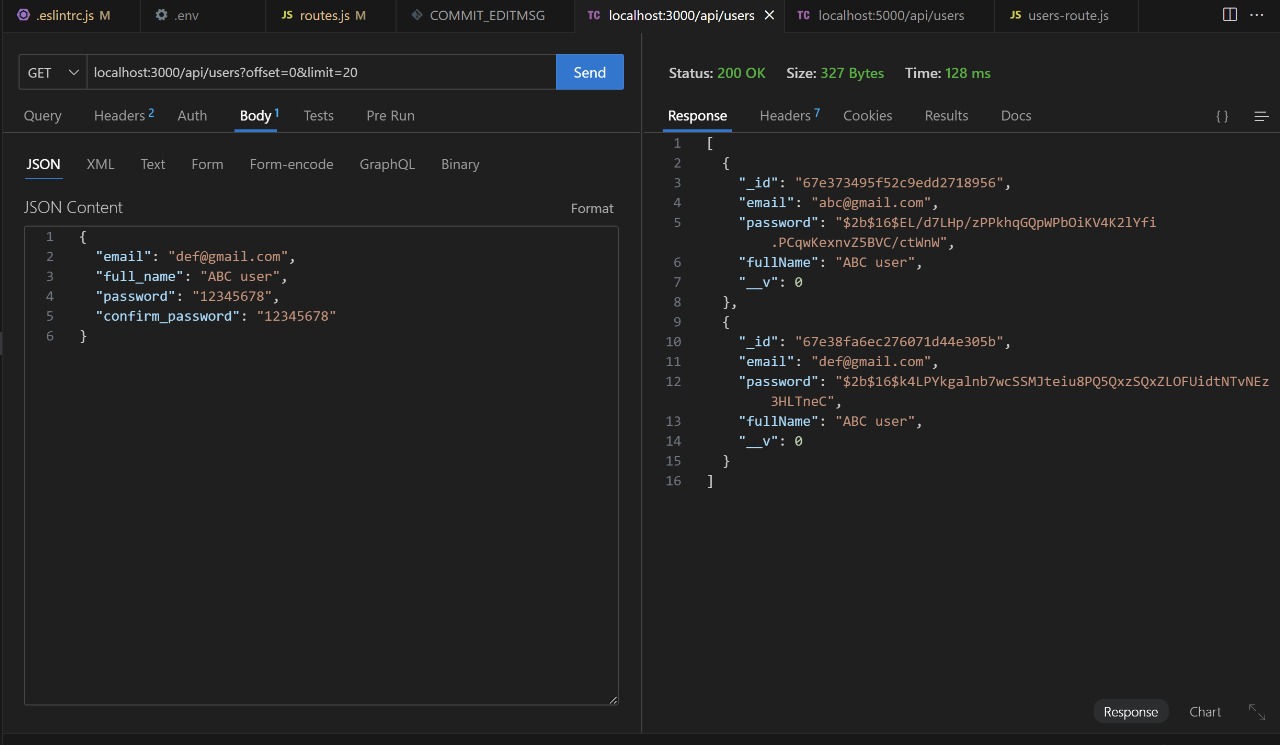 .eslintrc.js M .env JS routes.js M COMMIT_EDITMSG TC localhost:3000/api/users TC localhost:5000/api/users JS users-route.js
GET localhost:3000/api/users?offset=0&limit=20 Send
Query Headers 2 Auth Body 1 Tests Pre Run
JSON XML Text Form Form-encode GraphQL Binary
JSON Content Format
1 {
2 "email": "def@gmail.com",
3 "full_name": "ABC user",
4 "password": "12345678",
5 "confirm_password": "12345678"
6 }
Status: 200 OK Size: 327 Bytes Time: 128 ms
Response Headers 7 Cookies Results Docs { }
1 [
2 {
3 "_id": "67e373495f52c9edd2718956",
4 "email": "abc@gmail.com",
5 "password": "$2b$16$EL/d7LHp/zPPkhqGQpWPbOiKV4K2lYfi
.PCqwKexnvZ5BVC/ctWnW",
6 "fullName": "ABC user",
7 "__v": 0
8 },
9 {
10 "_id": "67e38fa6ec276071d44e305b",
11 "email": "def@gmail.com",
12 "password": "$2b$16$k4LPYkgalnb7wcSSMJteiu8PQ5QxzSQxZLOFUidtNTvNEz
3HLTneC",
13 "fullName": "ABC user",
14 "__v": 0
15 }
16 ]
Response Chart